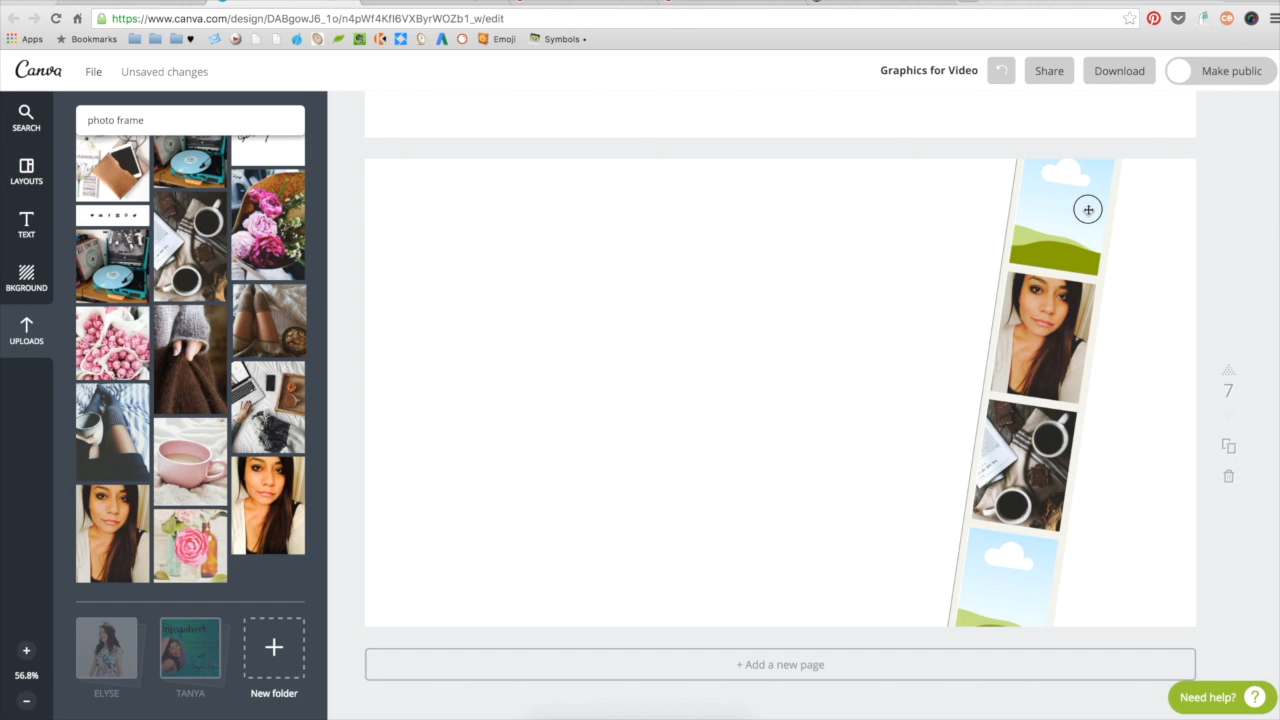 https://www.canva.com/design/DABgowJ6_1o/n4pWf4KfI6VXByrWOZb1_w/edit
Apps
Bookmarks
Emoji
Symbols
Canva
File
Unsaved changes
Graphics for Video
Share
Download
Make public
SEARCH
LAYOUTS
TEXT
BKGROUND
UPLOADS
photo frame
7
+ Add a new page
56.8%
ELYSE
TANYA
New folder
Need help? ?